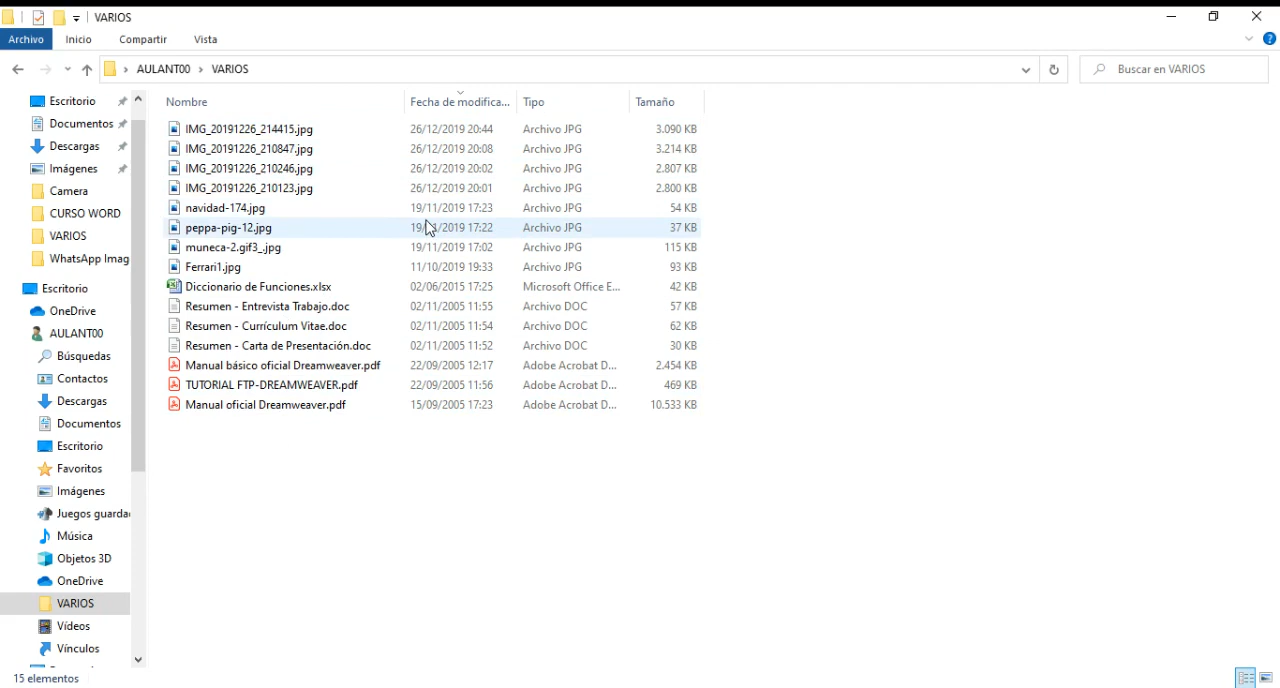 VARIOS
Archivo Inicio Compartir Vista
AULANT00 › VARIOS Buscar en VARIOS
Escritorio
Documentos
Descargas
Imágenes
Camera
CURSO WORD
VARIOS
WhatsApp Imag
Escritorio
OneDrive
AULANT00
Búsquedas
Contactos
Descargas
Documentos
Escritorio
Favoritos
Imágenes
Juegos guarda
Música
Objetos 3D
OneDrive
VARIOS
Vídeos
Vínculos
Nombre Fecha de modifica... Tipo Tamaño
IMG_20191226_214415.jpg 26/12/2019 20:44 Archivo JPG 3.090 KB
IMG_20191226_210847.jpg 26/12/2019 20:08 Archivo JPG 3.214 KB
IMG_20191226_210246.jpg 26/12/2019 20:02 Archivo JPG 2.807 KB
IMG_20191226_210123.jpg 26/12/2019 20:01 Archivo JPG 2.800 KB
navidad-174.jpg 19/11/2019 17:23 Archivo JPG 54 KB
peppa-pig-12.jpg 19/11/2019 17:22 Archivo JPG 37 KB
muneca-2.gif3_.jpg 19/11/2019 17:02 Archivo JPG 115 KB
Ferrari1.jpg 11/10/2019 19:33 Archivo JPG 93 KB
Diccionario de Funciones.xlsx 02/06/2015 17:25 Microsoft Office E... 42 KB
Resumen - Entrevista Trabajo.doc 02/11/2005 11:55 Archivo DOC 57 KB
Resumen - Currículum Vitae.doc 02/11/2005 11:54 Archivo DOC 62 KB
Resumen - Carta de Presentación.doc 02/11/2005 11:52 Archivo DOC 30 KB
Manual básico oficial Dreamweaver.pdf 22/09/2005 12:17 Adobe Acrobat D... 2.454 KB
TUTORIAL FTP-DREAMWEAVER.pdf 22/09/2005 11:56 Adobe Acrobat D... 469 KB
Manual oficial Dreamweaver.pdf 15/09/2005 17:23 Adobe Acrobat D... 10.533 KB
15 elementos